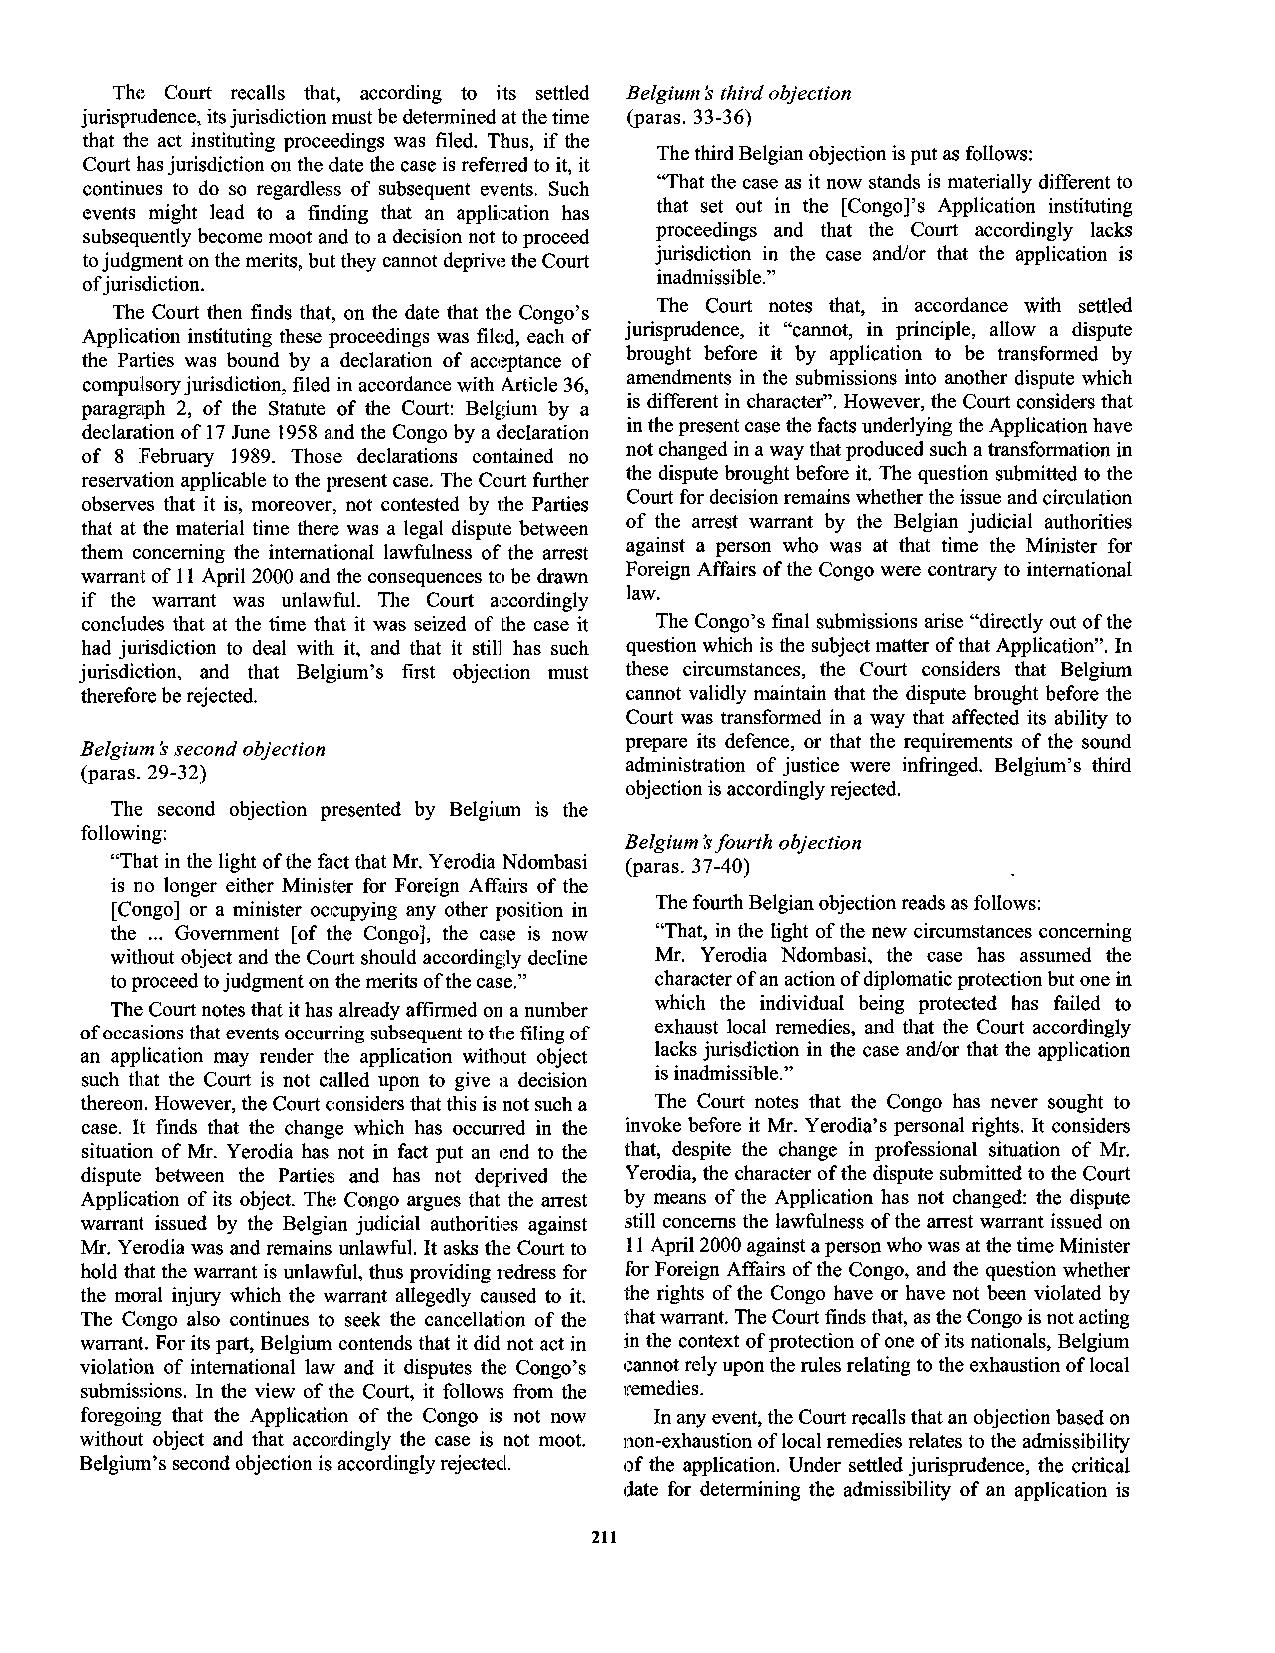 The Court recalls that, according to its settled
jurisprudence, its jurisdiction must be determined at the time
that the act instituting proceedings was filed. Thus, if the
Court has jurisdiction on the date the case is referred to it, it
continues to do so regardless of subsequent events. Such
events might lead to a finding that an application has
subsequently become moot and to a decision not to proceed
to judgment on the merits, but they cannot deprive the Court
of jurisdiction.
The Court then finds that, on the date that the Congo's
Application instituting these proceedings was filed, each of
the Parties was bound by a declaration of acceptance of
compulsory jurisdiction, filed in accordance with Article 36,
paragraph 2, of the Statute of the Court: Belgium by a
declaration of 17 June 1958 and the Congo by a declaration
of 8 February 1989. Those declarations contained no
reservation applicable to the present case. The Court further
observes that it is, moreover, not contested by the Parties
that at the material time there was a legal dispute between
them concerning the international lawfulness of the arrest
warrant of 11 April 2000 and the consequences to be drawn
if the warrant was unlawful. The Court accordingly
concludes that at the time that it was seized of the case it
had jurisdiction to deal with it, and that it still has such
jurisdiction, and that Belgium's first objection must
therefore be rejected.
Belgium's second objection
(paras. 29-32)
The second objection presented by Belgium is the
following:
"That in the light of the fact that Mr. Yerodia Ndombasi
is no longer either Minister for Foreign Affairs of the
[Congo] or a minister occupying any other position in
the ... Government [of the Congo], the case is now
without object and the Court should accordingly decline
to proceed to judgment on the merits of the case."
The Court notes that it has already affirmed on a number
of occasions that events occurring subsequent to the filing of
an application may render the application without object
such that the Court is not called upon to give a decision
thereon. However, the Court considers that this is not such a
case. It finds that the change which has occurred in the
situation of Mr. Yerodia has not in fact put an end to the
dispute between the Parties and has not deprived the
Application of its object. The Congo argues that the arrest
warrant issued by the Belgian judicial authorities against
Mr. Yerodia was and remains unlawful. It asks the Court to
hold that the warrant is unlawful, thus providing redress for
the moral injury which the warrant allegedly caused to it.
The Congo also continues to seek the cancellation of the
warrant. For its part, Belgium contends that it did not act in
violation of international law and it disputes the Congo's
submissions. In the view of the Court, it follows from the
foregoing that the Application of the Congo is not now
without object and that accordingly the case is not moot.
Belgium's second objection is accordingly rejected.
Belgium's third objection
(paras. 33-36)
The third Belgian objection is put as follows:
"That the case as it now stands is materially different to
that set out in the [Congo]'s Application instituting
proceedings and that the Court accordingly lacks
jurisdiction in the case and/or that the application is
inadmissible."
The Court notes that, in accordance with settled
jurisprudence, it "cannot, in principle, allow a dispute
brought before it by application to be transformed by
amendments in the submissions into another dispute which
is different in character". However, the Court considers that
in the present case the facts underlying the Application have
not changed in a way that produced such a transformation in
the dispute brought before it. The question submitted to the
Court for decision remains whether the issue and circulation
of the arrest warrant by the Belgian judicial authorities
against a person who was at that time the Minister for
Foreign Affairs of the Congo were contrary to international
law.
The Congo's final submissions arise "directly out of the
question which is the subject matter of that Application". In
these circumstances, the Court considers that Belgium
cannot validly maintain that the dispute brought before the
Court was transformed in a way that affected its ability to
prepare its defence, or that the requirements of the sound
administration of justice were infringed. Belgium's third
objection is accordingly rejected.
Belgium's fourth objection
(paras. 37-40)
The fourth Belgian objection reads as follows:
"That, in the light of the new circumstances concerning
Mr. Yerodia Ndombasi, the case has assumed the
character of an action of diplomatic protection but one in
which the individual being protected has failed to
exhaust local remedies, and that the Court accordingly
lacks jurisdiction in the case and/or that the application
is inadmissible."
The Court notes that the Congo has never sought to
invoke before it Mr. Yerodia's personal rights. It considers
that, despite the change in professional situation of Mr.
Yerodia, the character of the dispute submitted to the Court
by means of the Application has not changed: the dispute
still concerns the lawfulness of the arrest warrant issued on
11 April 2000 against a person who was at the time Minister
for Foreign Affairs of the Congo, and the question whether
the rights of the Congo have or have not been violated by
that warrant. The Court finds that, as the Congo is not acting
in the context of protection of one of its nationals, Belgium
cannot rely upon the rules relating to the exhaustion of local
remedies.
In any event, the Court recalls that an objection based on
non-exhaustion of local remedies relates to the admissibility
of the application. Under settled jurisprudence, the critical
date for determining the admissibility of an application is
211